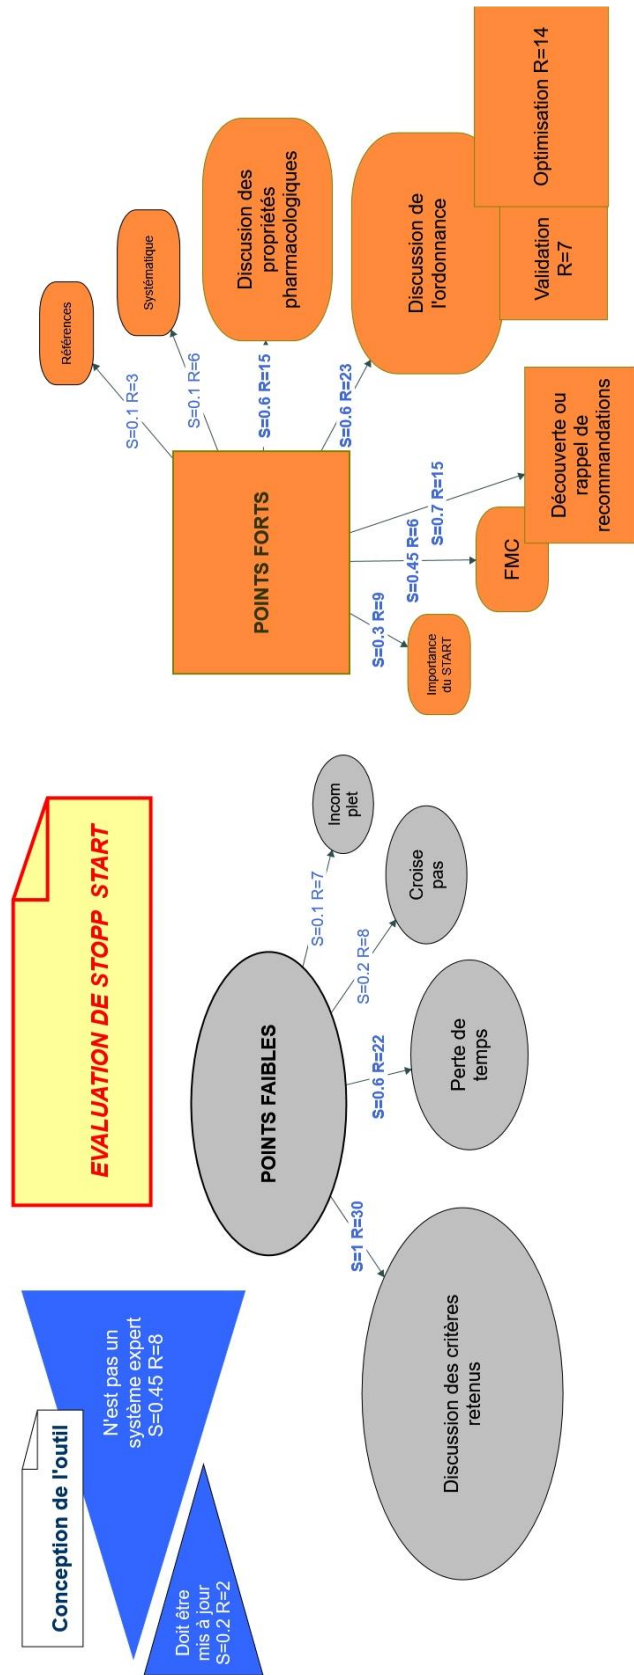 Conception de l'outil
N'est pas un
système expert
S=0.45 R=8
Doit être
mis à jour
S=0.2 R=2
EVALUATION DE STOPP START
POINTS FAIBLES
S=1 R=30
S=0.6 R=22
S=0.2 R=8
S=0.1 R=7
Discussion des critères
retenus
Perte de
temps
Croise
pas
Incom
plet
POINTS FORTS
S=0.3 R=9
S=0.45 R=6
S=0.7 R=15
S=0.6 R=23
S=0.6 R=15
S=0.1 R=6
S=0.1 R=3
Importance
du START
FMC
Découverte ou
rappel de
recommandations
Discussion de
l'ordonnance
Validation
R=7
Optimisation R=14
Discusion des
propriétés
pharmacologiques
Systématique
Références